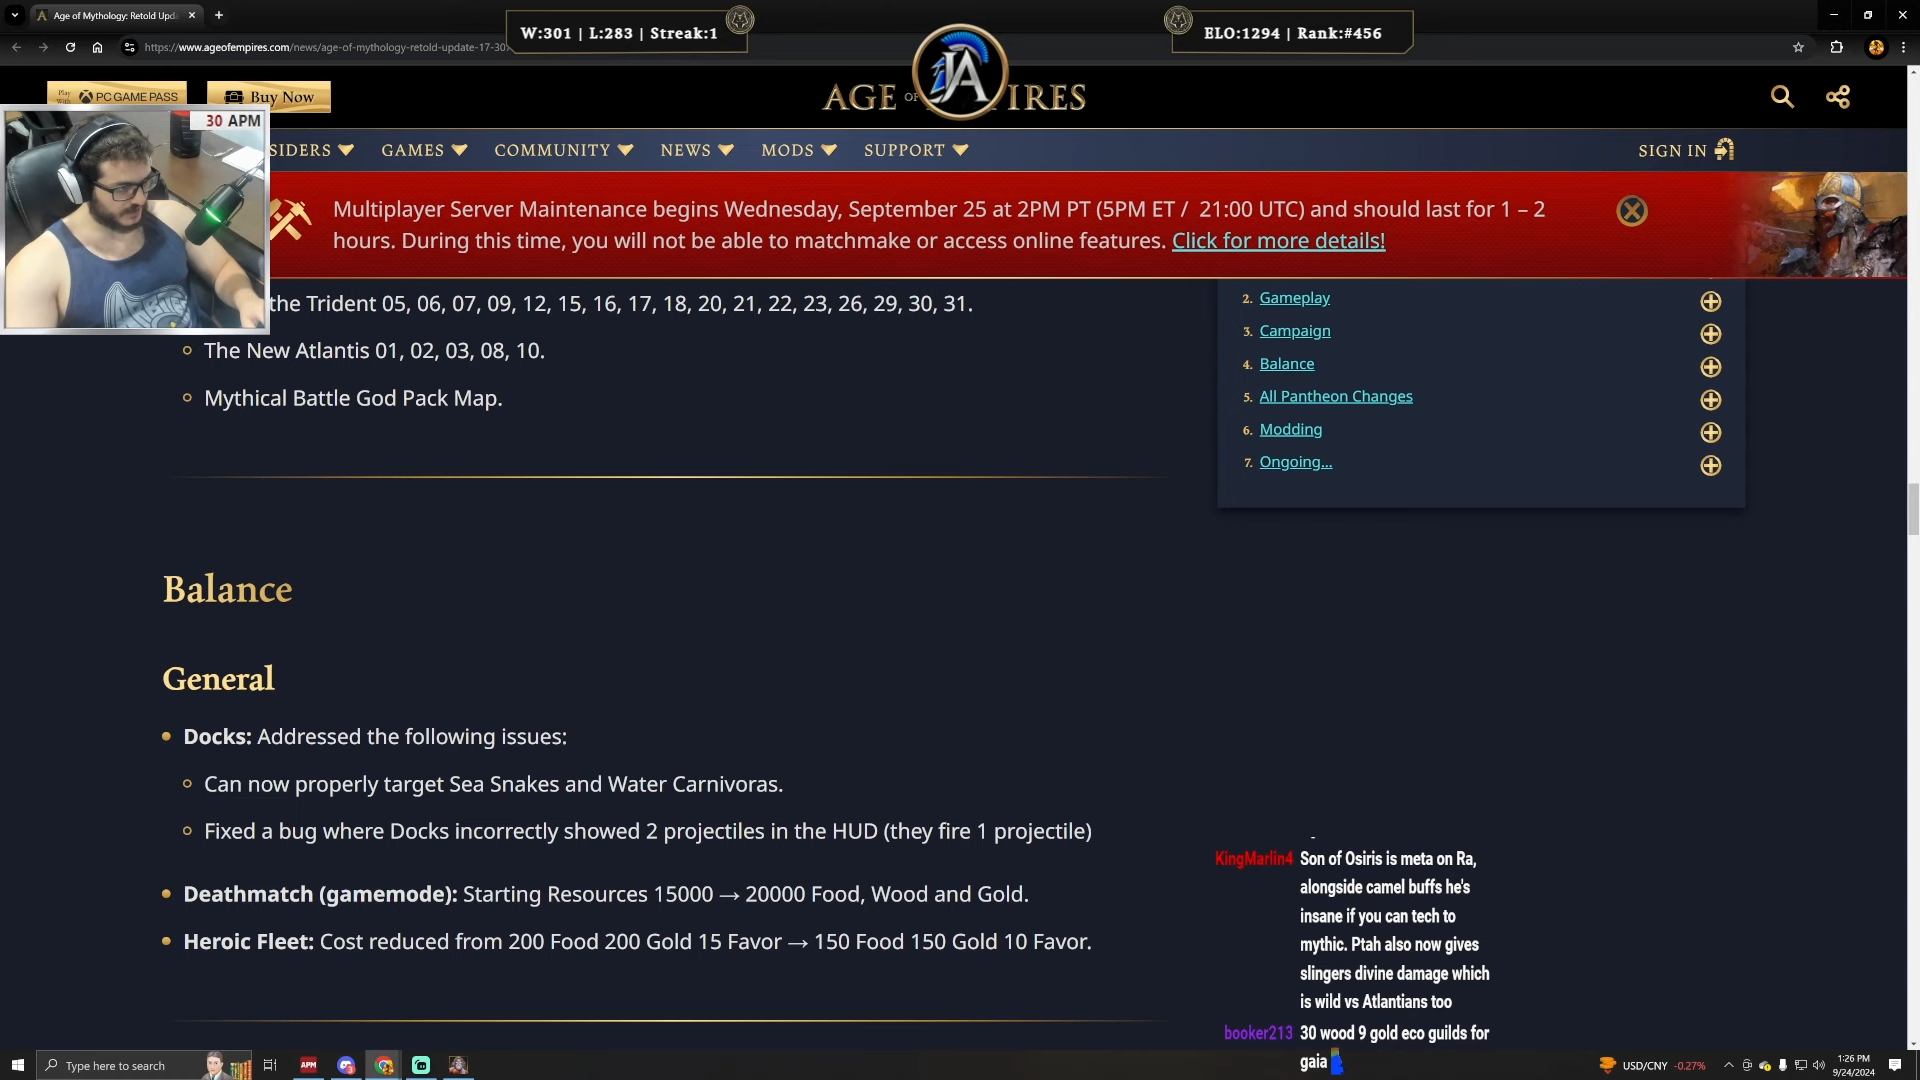 Age of Mythology: Retold Upda
W:301 | L:283 | Streak:1
ELO:1294 | Rank:#456
https://www.ageofempires.com/news/age-of-mythology-retold-update-17-30
Play With PC GAME PASS
Buy Now
AGE OF IRES
30 APM
SIDERS
GAMES
COMMUNITY
NEWS
MODS
SUPPORT
SIGN IN
Multiplayer Server Maintenance begins Wednesday, September 25 at 2PM PT (5PM ET / 21:00 UTC) and should last for 1 – 2
hours. During this time, you will not be able to matchmake or access online features. Click for more details!
the Trident 05, 06, 07, 09, 12, 15, 16, 17, 18, 20, 21, 22, 23, 26, 29, 30, 31.
The New Atlantis 01, 02, 03, 08, 10.
Mythical Battle God Pack Map.
2. Gameplay
3. Campaign
4. Balance
5. All Pantheon Changes
6. Modding
7. Ongoing...
Balance
General
Docks: Addressed the following issues:
Can now properly target Sea Snakes and Water Carnivoras.
Fixed a bug where Docks incorrectly showed 2 projectiles in the HUD (they fire 1 projectile)
Deathmatch (gamemode): Starting Resources 15000 → 20000 Food, Wood and Gold.
Heroic Fleet: Cost reduced from 200 Food 200 Gold 15 Favor → 150 Food 150 Gold 10 Favor.
KingMarlin4 Son of Osiris is meta on Ra,
alongside camel buffs he's
insane if you can tech to
mythic. Ptah also now gives
slingers divine damage which
is wild vs Atlantians too
booker213 30 wood 9 gold eco guilds for
gaia
Type here to search
APM
USD/CNY -0.27%
1:26 PM
9/24/2024